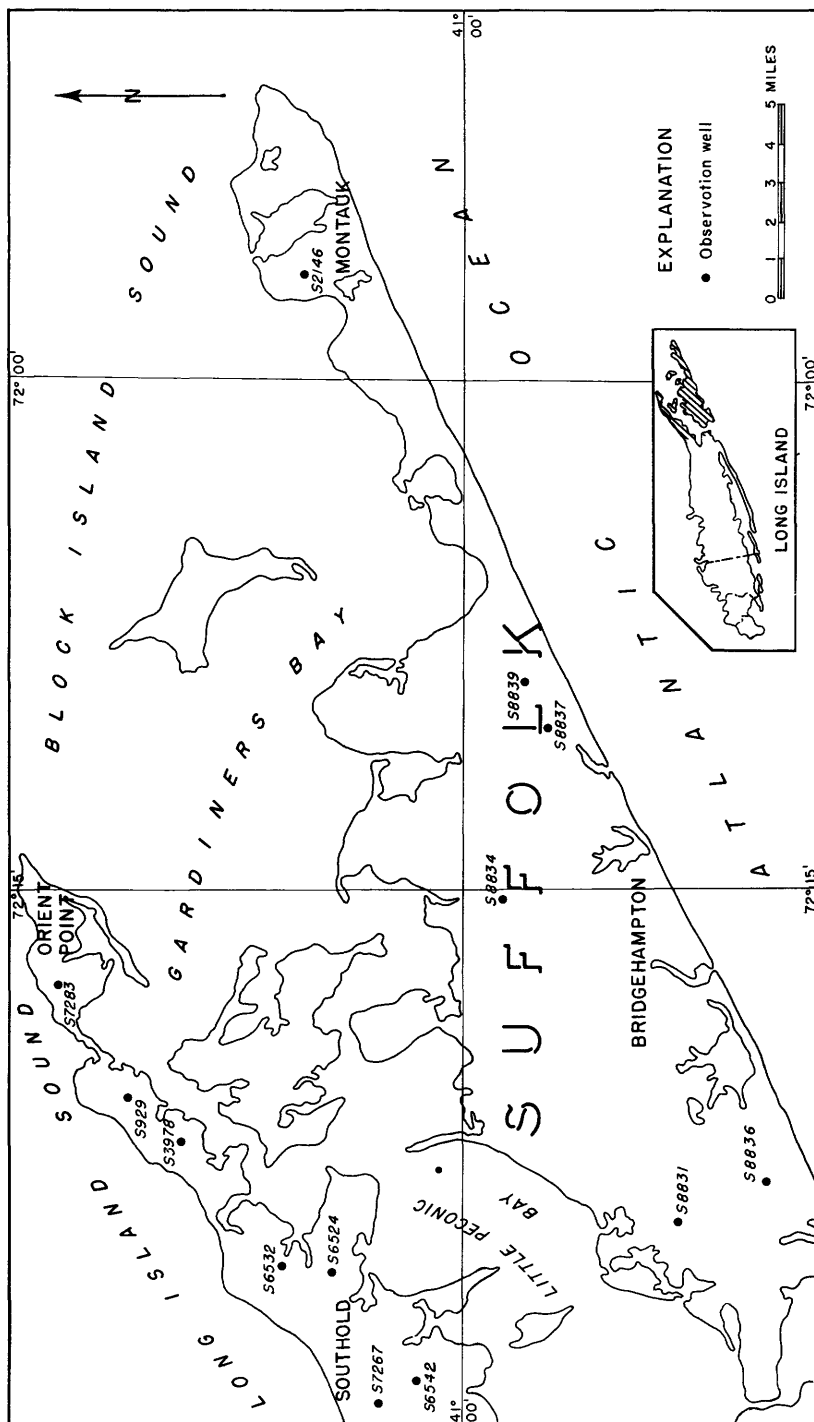 72°15'
72°00'
41°
00'
N
LONG ISLAND SOUND
BLOCK ISLAND SOUND
ORIENT
POINT
S7283
S929
S3978
GARDINERS BAY
S6532
S6524
SOUTHOLD
S7267
S6542
41°
00'
LITTLE PECONIC
BAY
S2146
MONTAUK
SUFFOLK
S8834
S8839
S8837
BRIDGEHAMPTON
S8831
S8836
ATLANTIC OCEAN
EXPLANATION
Observation well
0 1 2 3 4 5 MILES
LONG ISLAND
72°15'
72°00'